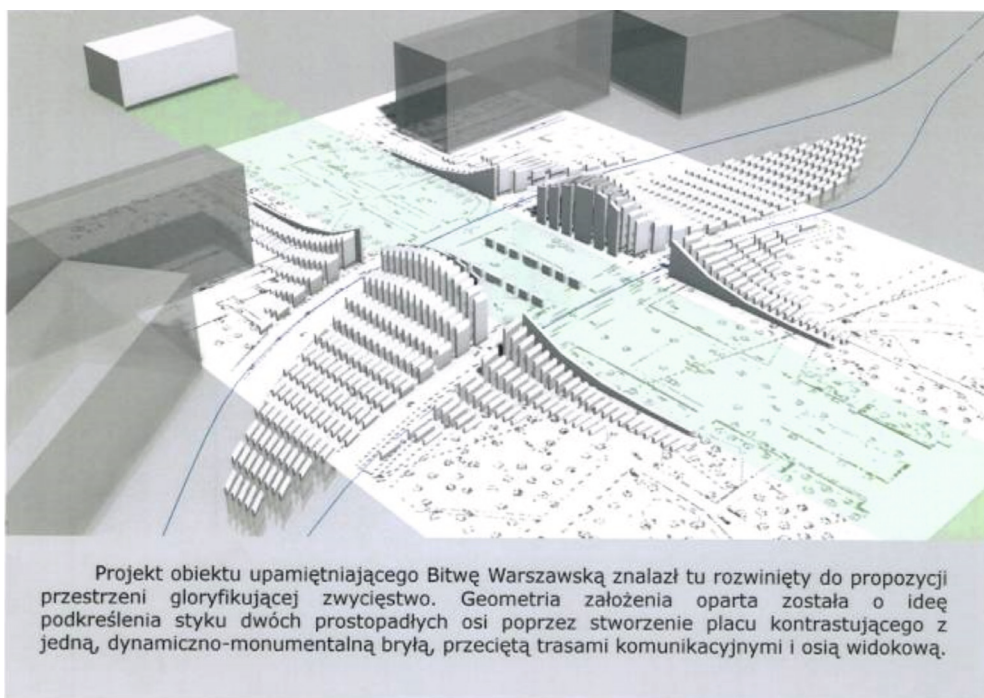 Projekt obiektu upamiętniającego Bitwę Warszawską znalazł tu rozwinięty do propozycji
przestrzeni gloryfikującej zwycięstwo. Geometria założenia oparta została o ideę
podkreślenia styku dwóch prostopadłych osi poprzez stworzenie placu kontrastującego z
jedną, dynamiczno-monumentalną bryłą, przeciętą trasami komunikacyjnymi i osią widokową.